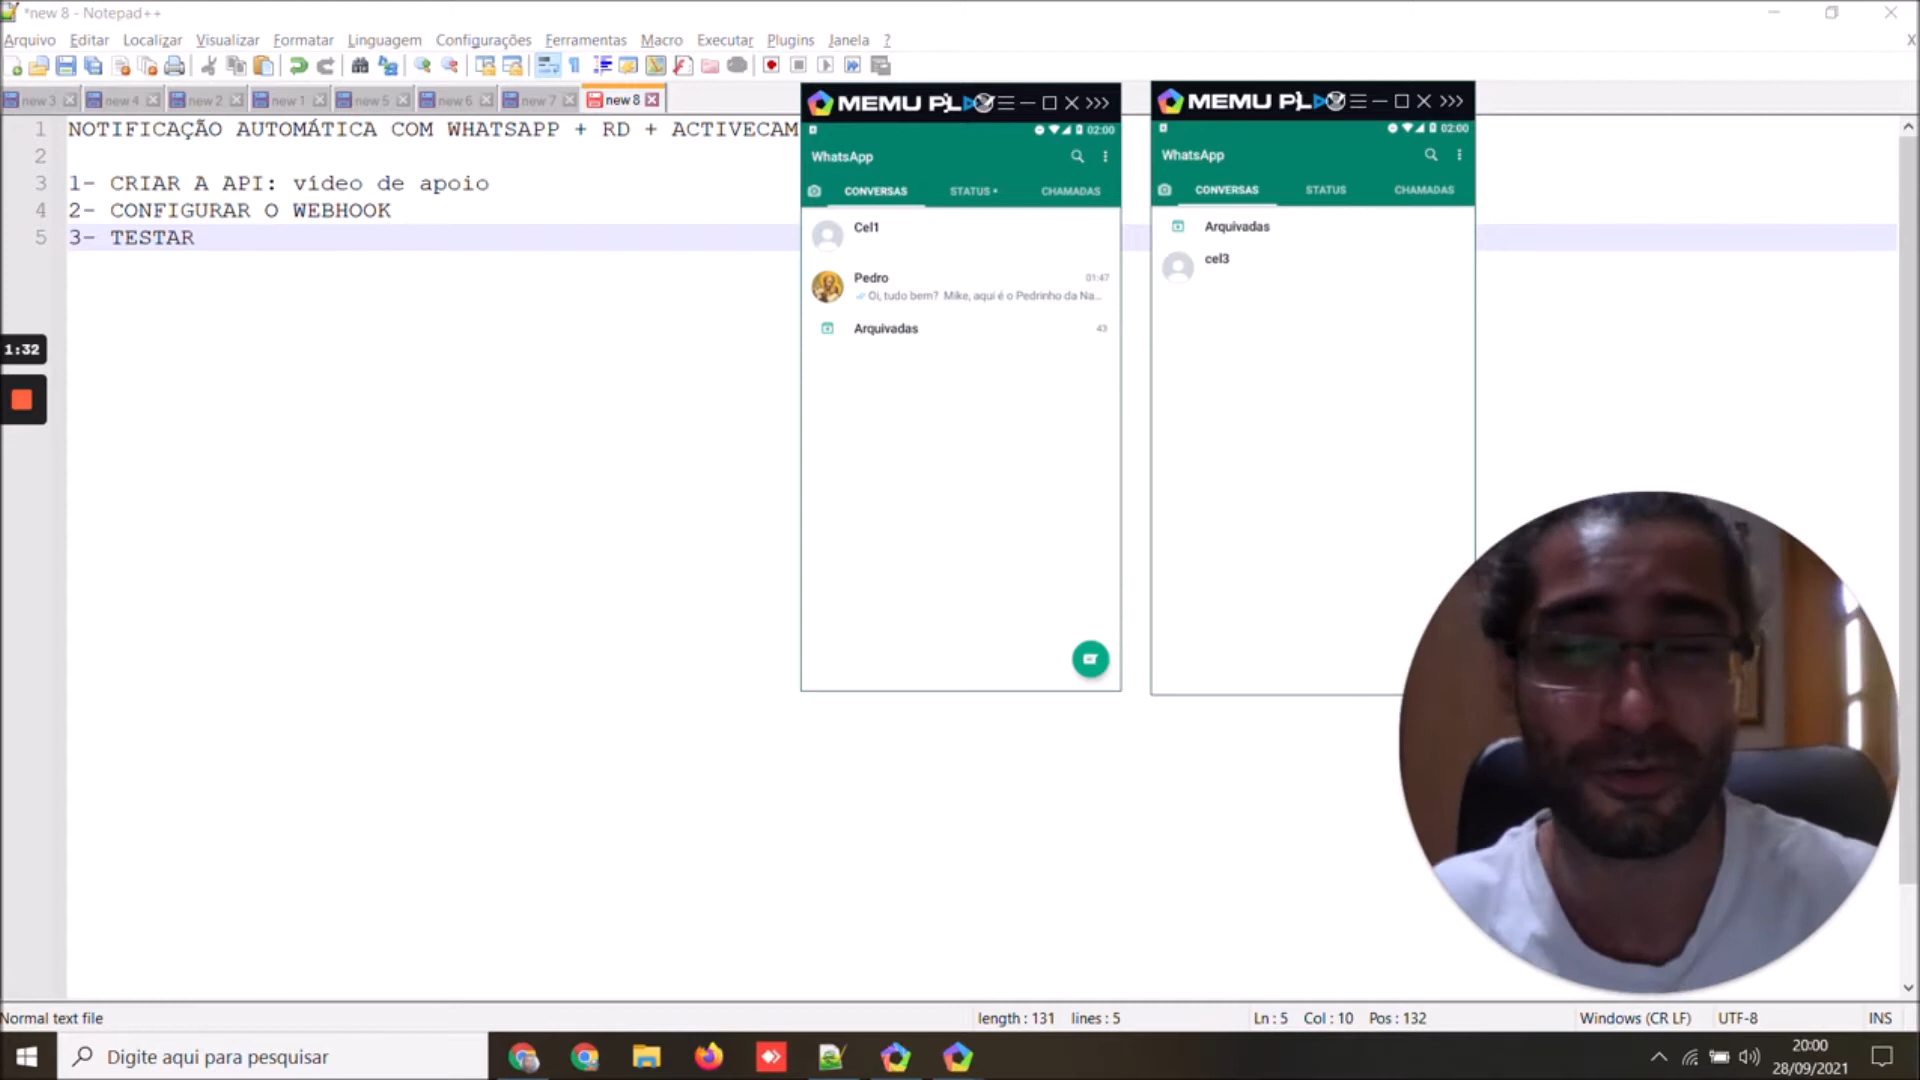 *new 8 - Notepad++
Arquivo Editar Localizar Visualizar Formatar Linguagem Configurações Ferramentas Macro Executar Plugins Janela ? X
new 3 new 4 new 2 new 1 new 5 new 6 new 7 new 8
1 NOTIFICAÇÃO AUTOMÁTICA COM WHATSAPP + RD + ACTIVECAM
2
3 1- CRIAR A API: vídeo de apoio
4 2- CONFIGURAR O WEBHOOK
5 3- TESTAR
1:32
MEMU PLAY
02:00
WhatsApp
CONVERSAS STATUS CHAMADAS
Cel1
Pedro 01:47
Oi, tudo bem? Mike, aqui é o Pedrinho da Na...
Arquivadas 43
MEMU PLAY
02:00
WhatsApp
CONVERSAS STATUS CHAMADAS
Arquivadas
cel3
Normal text file length : 131 lines : 5 Ln : 5 Col : 10 Pos : 132 Windows (CR LF) UTF-8 INS
Digite aqui para pesquisar
20:00
28/09/2021